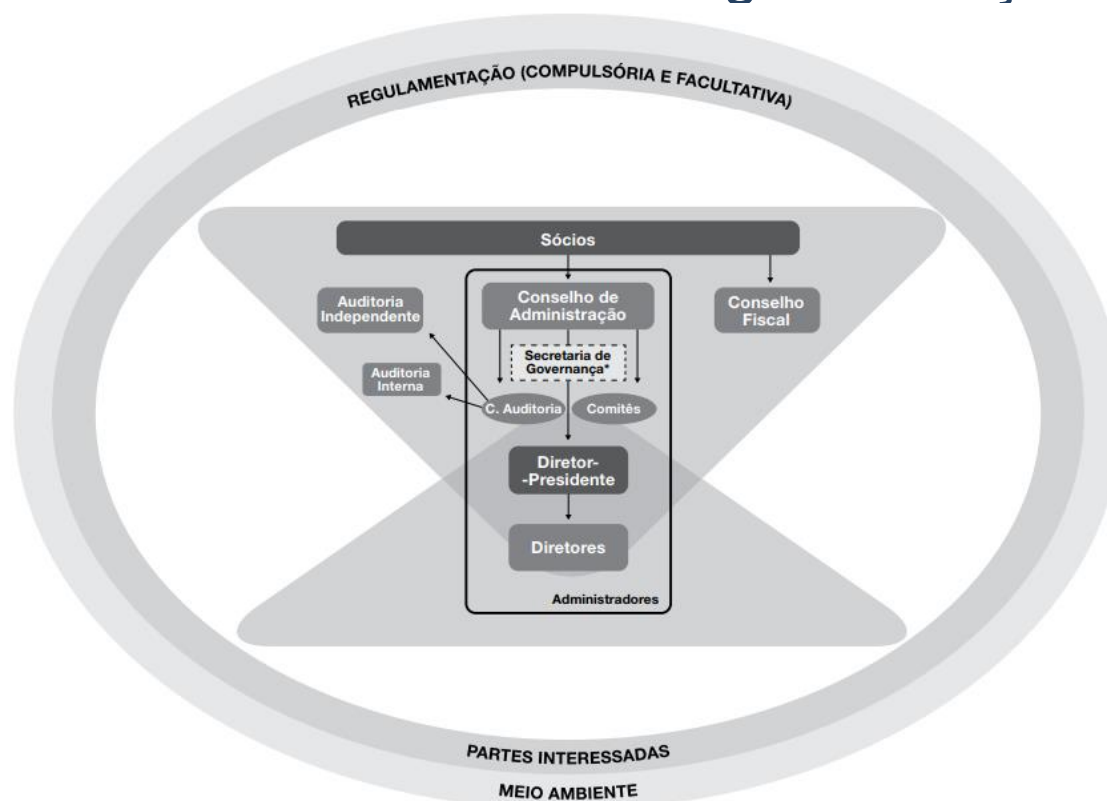 REGULAMENTAÇÃO (COMPULSÓRIA E FACULTATIVA)
Sócios
Conselho de
Administração
Auditoria
Independente
Conselho
Fiscal
Secretaria de
Governança*
Auditoria
Interna
C. Auditoria
Comitês
Diretor-
-Presidente
Diretores
Administradores
PARTES INTERESSADAS
MEIO AMBIENTE